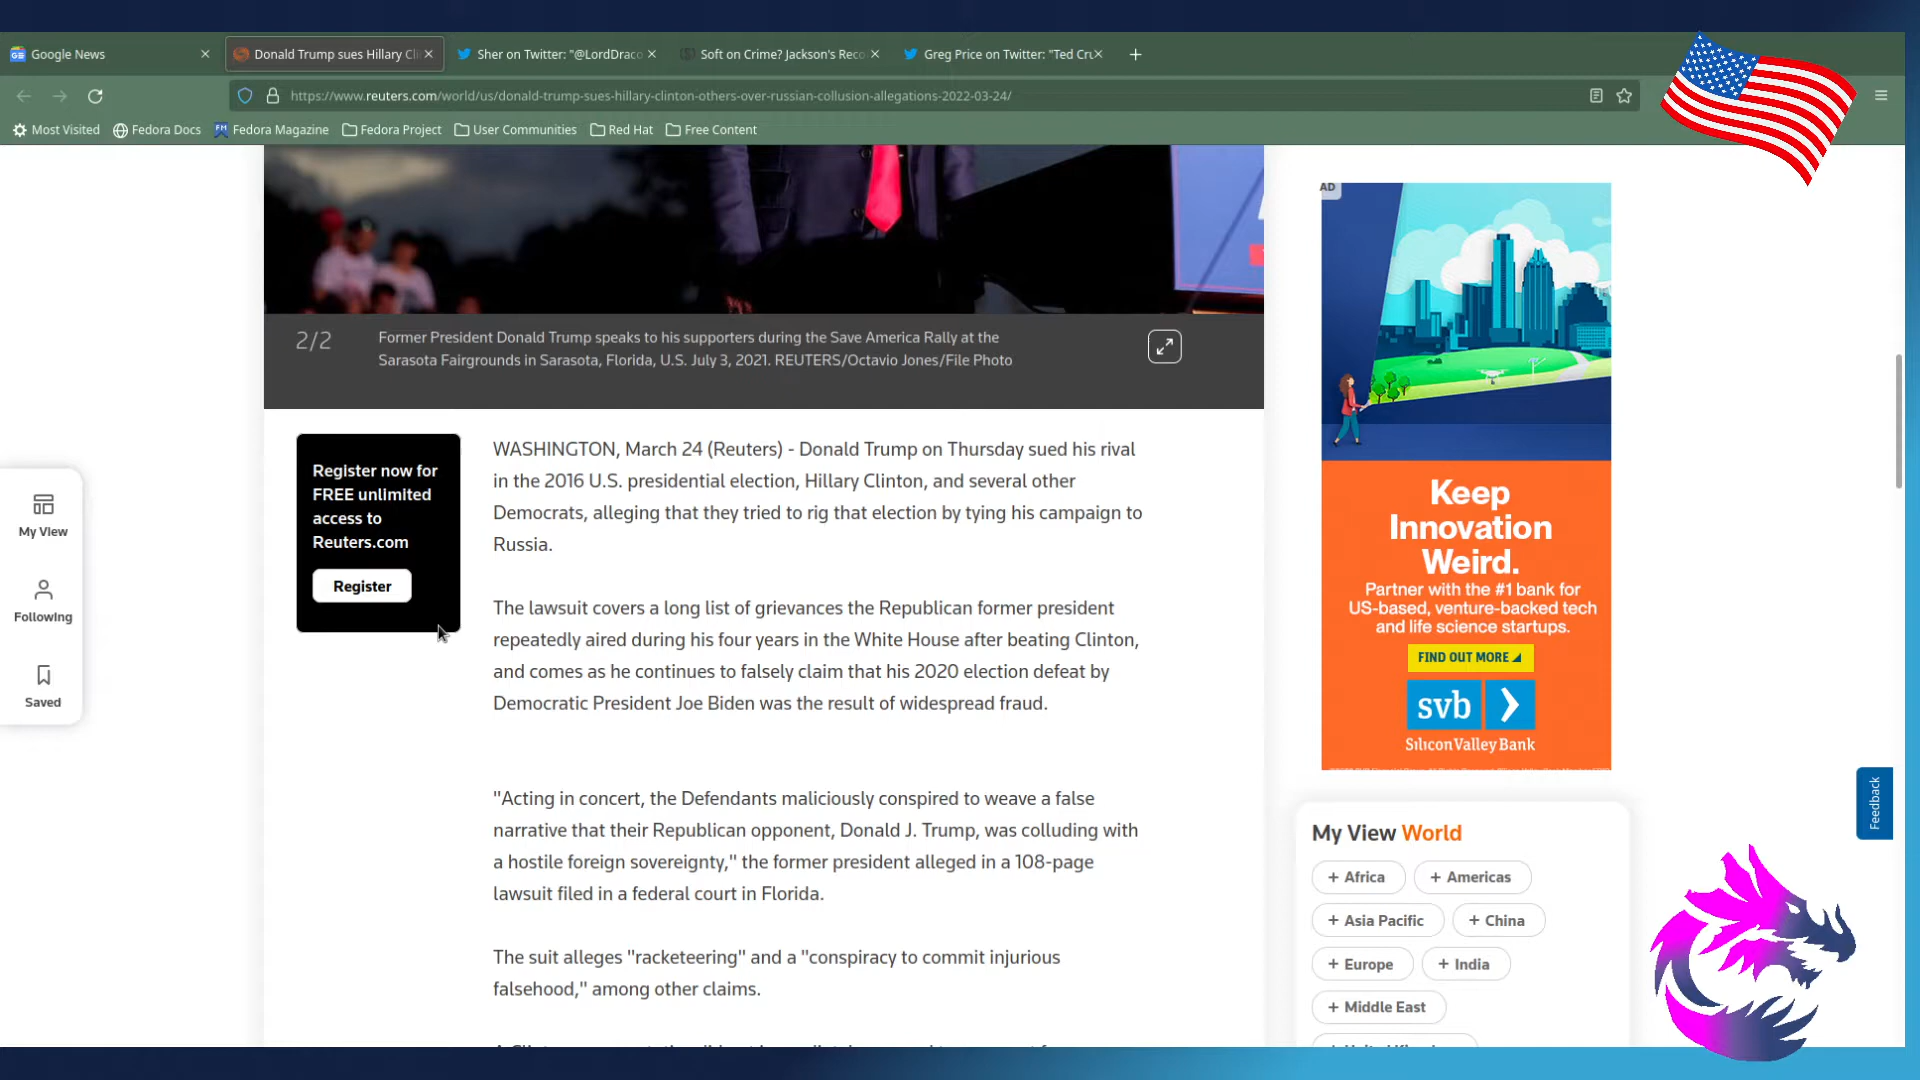 Google News
Donald Trump sues Hillary Cli
Sher on Twitter: "@LordDraco
Soft on Crime? Jackson's Reco
Greg Price on Twitter: "Ted Cru
https://www.reuters.com/world/us/donald-trump-sues-hillary-clinton-others-over-russian-collusion-allegations-2022-03-24/
Most Visited
Fedora Docs
Fedora Magazine
Fedora Project
User Communities
Red Hat
Free Content
2/2
Former President Donald Trump speaks to his supporters during the Save America Rally at the
Sarasota Fairgrounds in Sarasota, Florida, U.S. July 3, 2021. REUTERS/Octavio Jones/File Photo
My View
Following
Saved
Register now for
FREE unlimited
access to
Reuters.com
Register
WASHINGTON, March 24 (Reuters) - Donald Trump on Thursday sued his rival
in the 2016 U.S. presidential election, Hillary Clinton, and several other
Democrats, alleging that they tried to rig that election by tying his campaign to
Russia.
The lawsuit covers a long list of grievances the Republican former president
repeatedly aired during his four years in the White House after beating Clinton,
and comes as he continues to falsely claim that his 2020 election defeat by
Democratic President Joe Biden was the result of widespread fraud.
"Acting in concert, the Defendants maliciously conspired to weave a false
narrative that their Republican opponent, Donald J. Trump, was colluding with
a hostile foreign sovereignty," the former president alleged in a 108-page
lawsuit filed in a federal court in Florida.
The suit alleges "racketeering" and a "conspiracy to commit injurious
falsehood," among other claims.
AD
Keep
Innovation
Weird.
Partner with the #1 bank for
US-based, venture-backed tech
and life science startups.
FIND OUT MORE
svb
Silicon Valley Bank
My View World
+ Africa
+ Americas
+ Asia Pacific
+ China
+ Europe
+ India
+ Middle East
Feedback